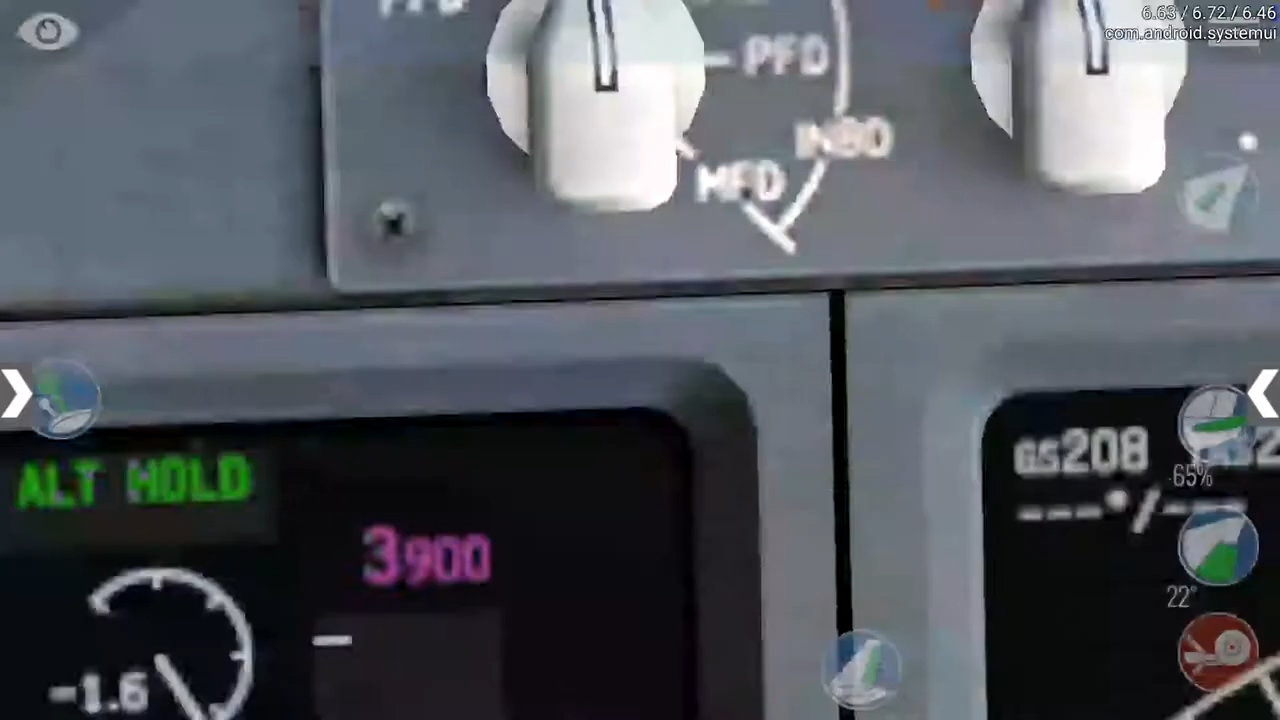 6.63 / 6.72 / 6.46
com.android.systemui
PFD
INBD
MFD
ALT HOLD
GS208
65%
---°/---
3900
22°
-1.6